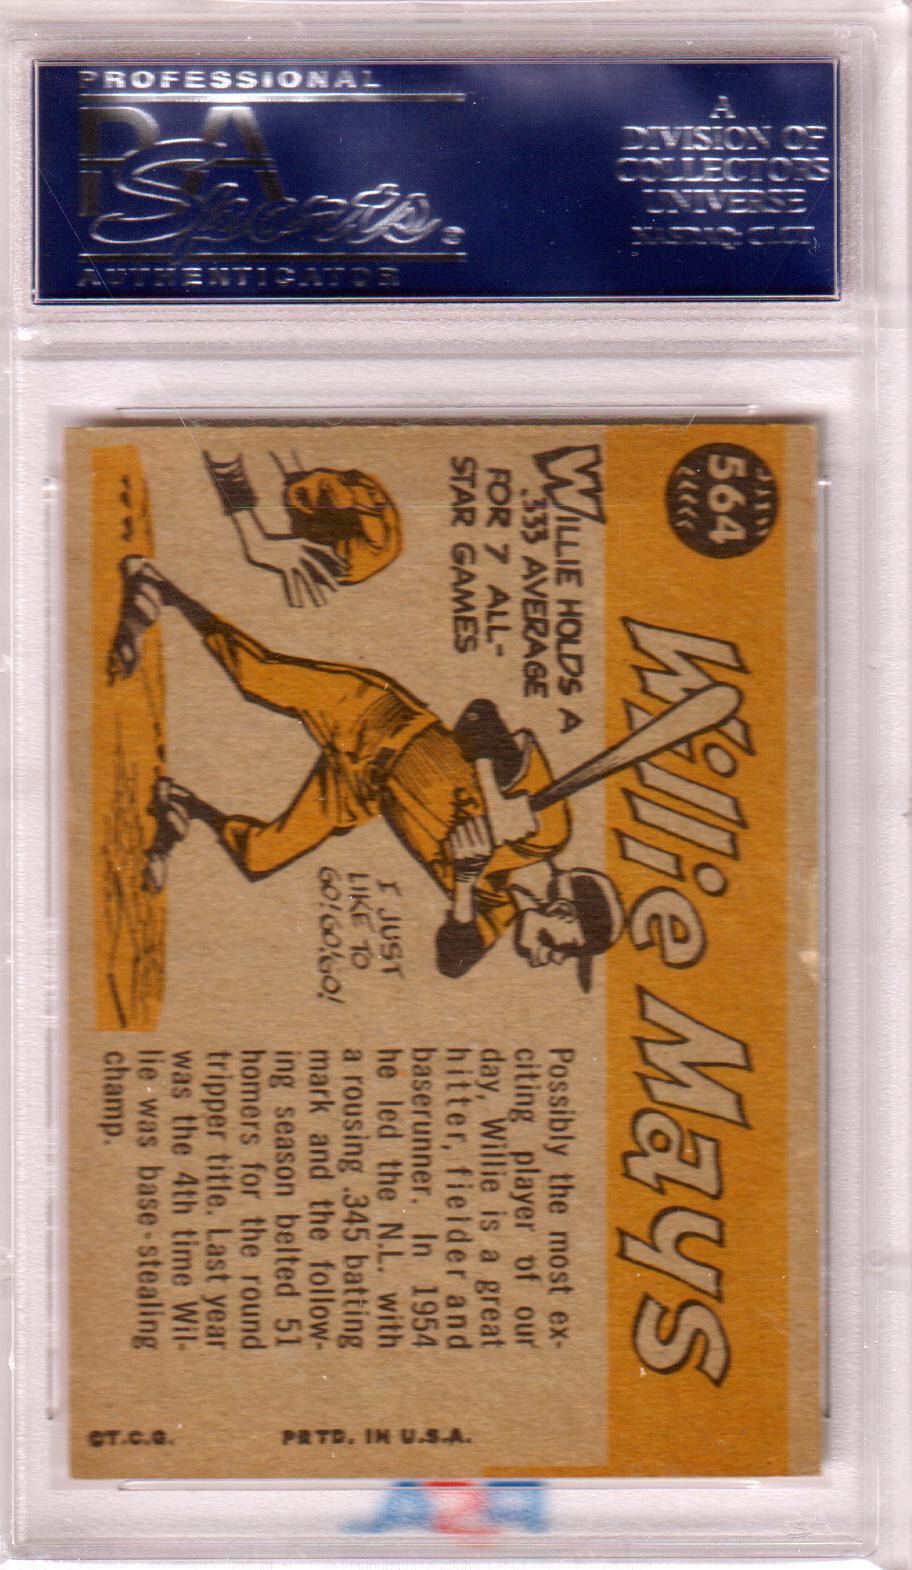 PROFESSIONAL
PSA
Sports
AUTHENTICATOR
A
DIVISION OF
COLLECTORS
UNIVERSE
NASDAQ: CLCT
564
Willie Mays
WILLIE HOLDS A
.333 AVERAGE
FOR 7 ALL-
STAR GAMES
I JUST
LIKE TO
GO! GO! GO!
Possibly the most ex-
citing player of our
day, Willie is a great
hitter, fielder and
baserunner. In 1954
he led the N.L. with
a rousing .345 batting
mark and the follow-
ing season belted 51
homers for the round
tripper title. Last year
was the 4th time Wil-
lie was base-stealing
champ.
©T.C.G.
PRTD. IN U.S.A.
PSA